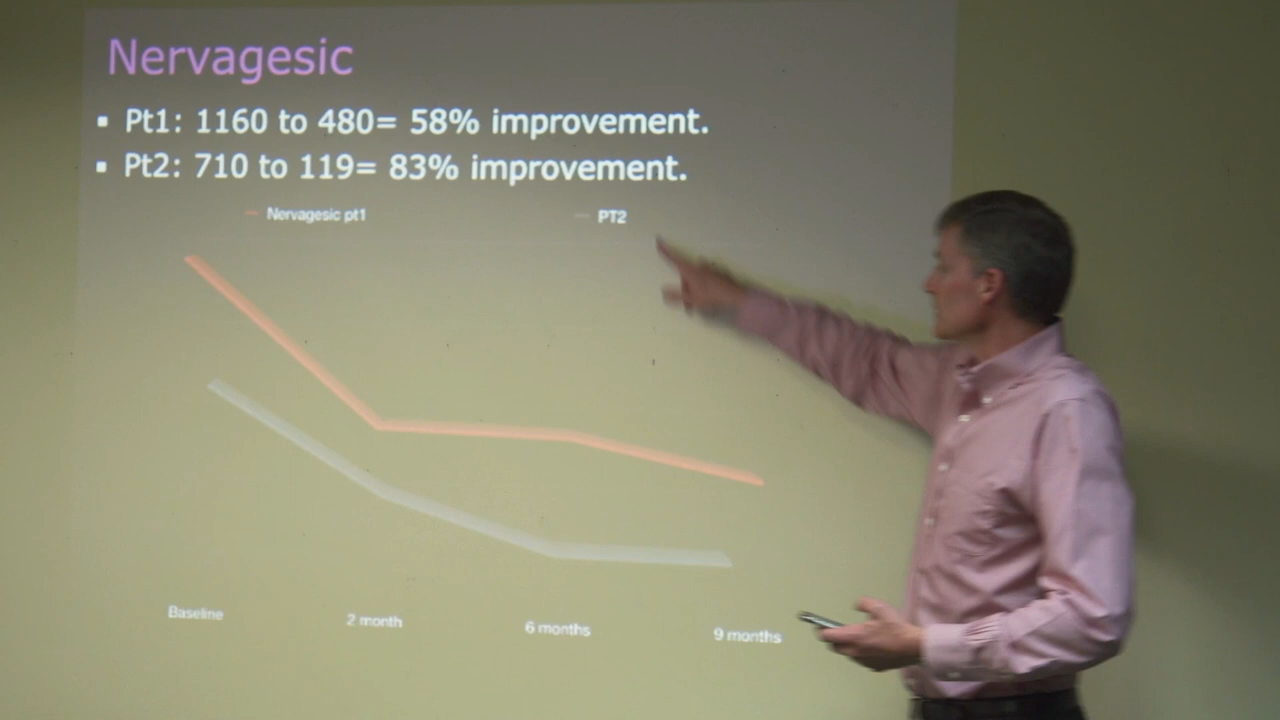 Nervagesic
▪ Pt1: 1160 to 480= 58% improvement.
▪ Pt2: 710 to 119= 83% improvement.
Nervagesic pt1 PT2
Baseline 2 month 6 months 9 months